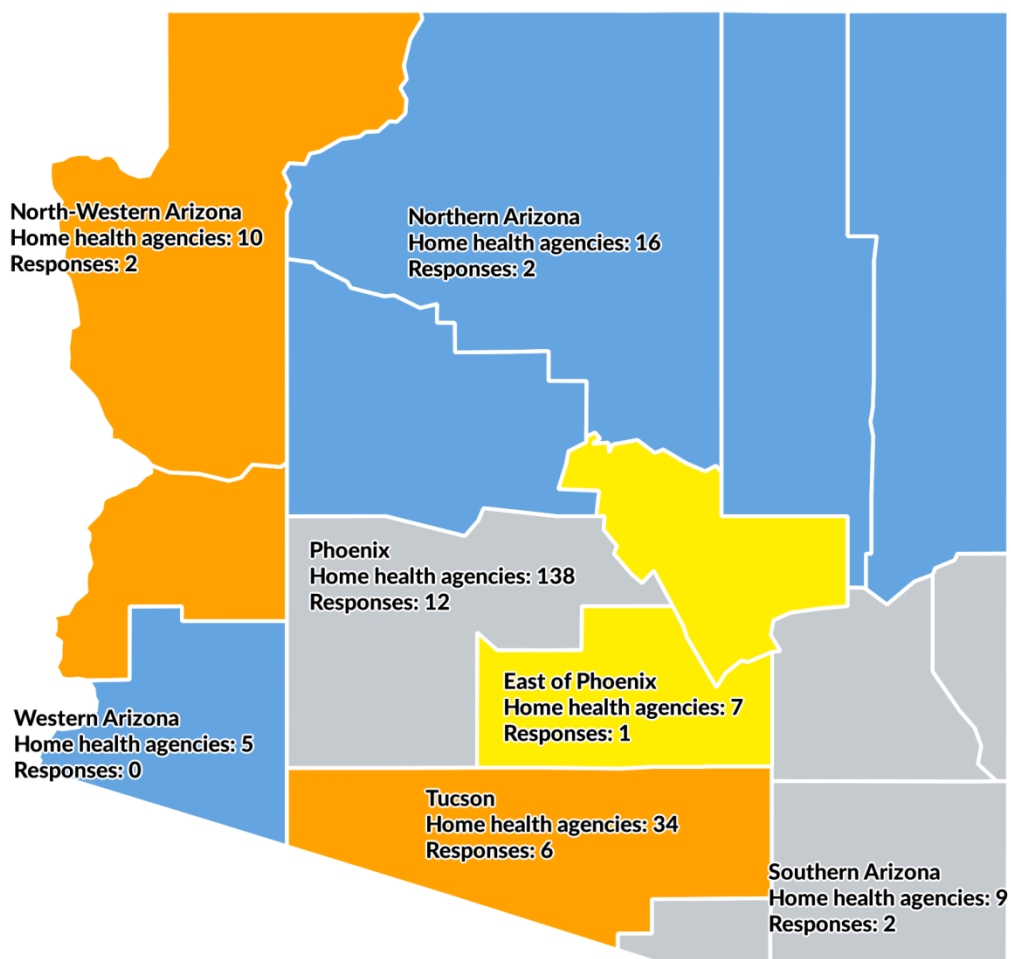 North-Western Arizona
Home health agencies: 10
Responses: 2
Northern Arizona
Home health agencies: 16
Responses: 2
Phoenix
Home health agencies: 138
Responses: 12
East of Phoenix
Home health agencies: 7
Responses: 1
Western Arizona
Home health agencies: 5
Responses: 0
Tucson
Home health agencies: 34
Responses: 6
Southern Arizona
Home health agencies: 9
Responses: 2